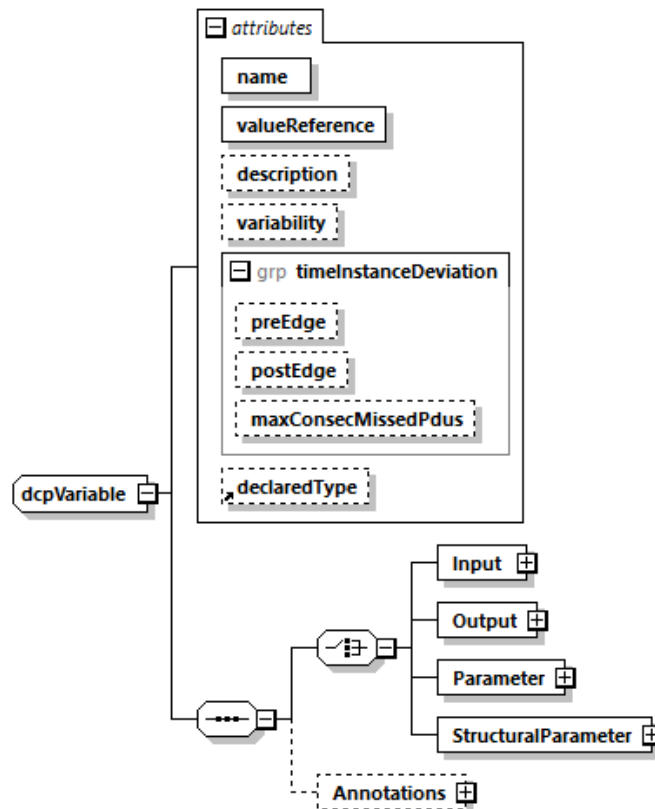 attributes
name
valueReference
description
variability
grp timeInstanceDeviation
preEdge
postEdge
maxConsecMissedPdus
declaredType
dcpVariable
Input
Output
Parameter
StructuralParameter
Annotations